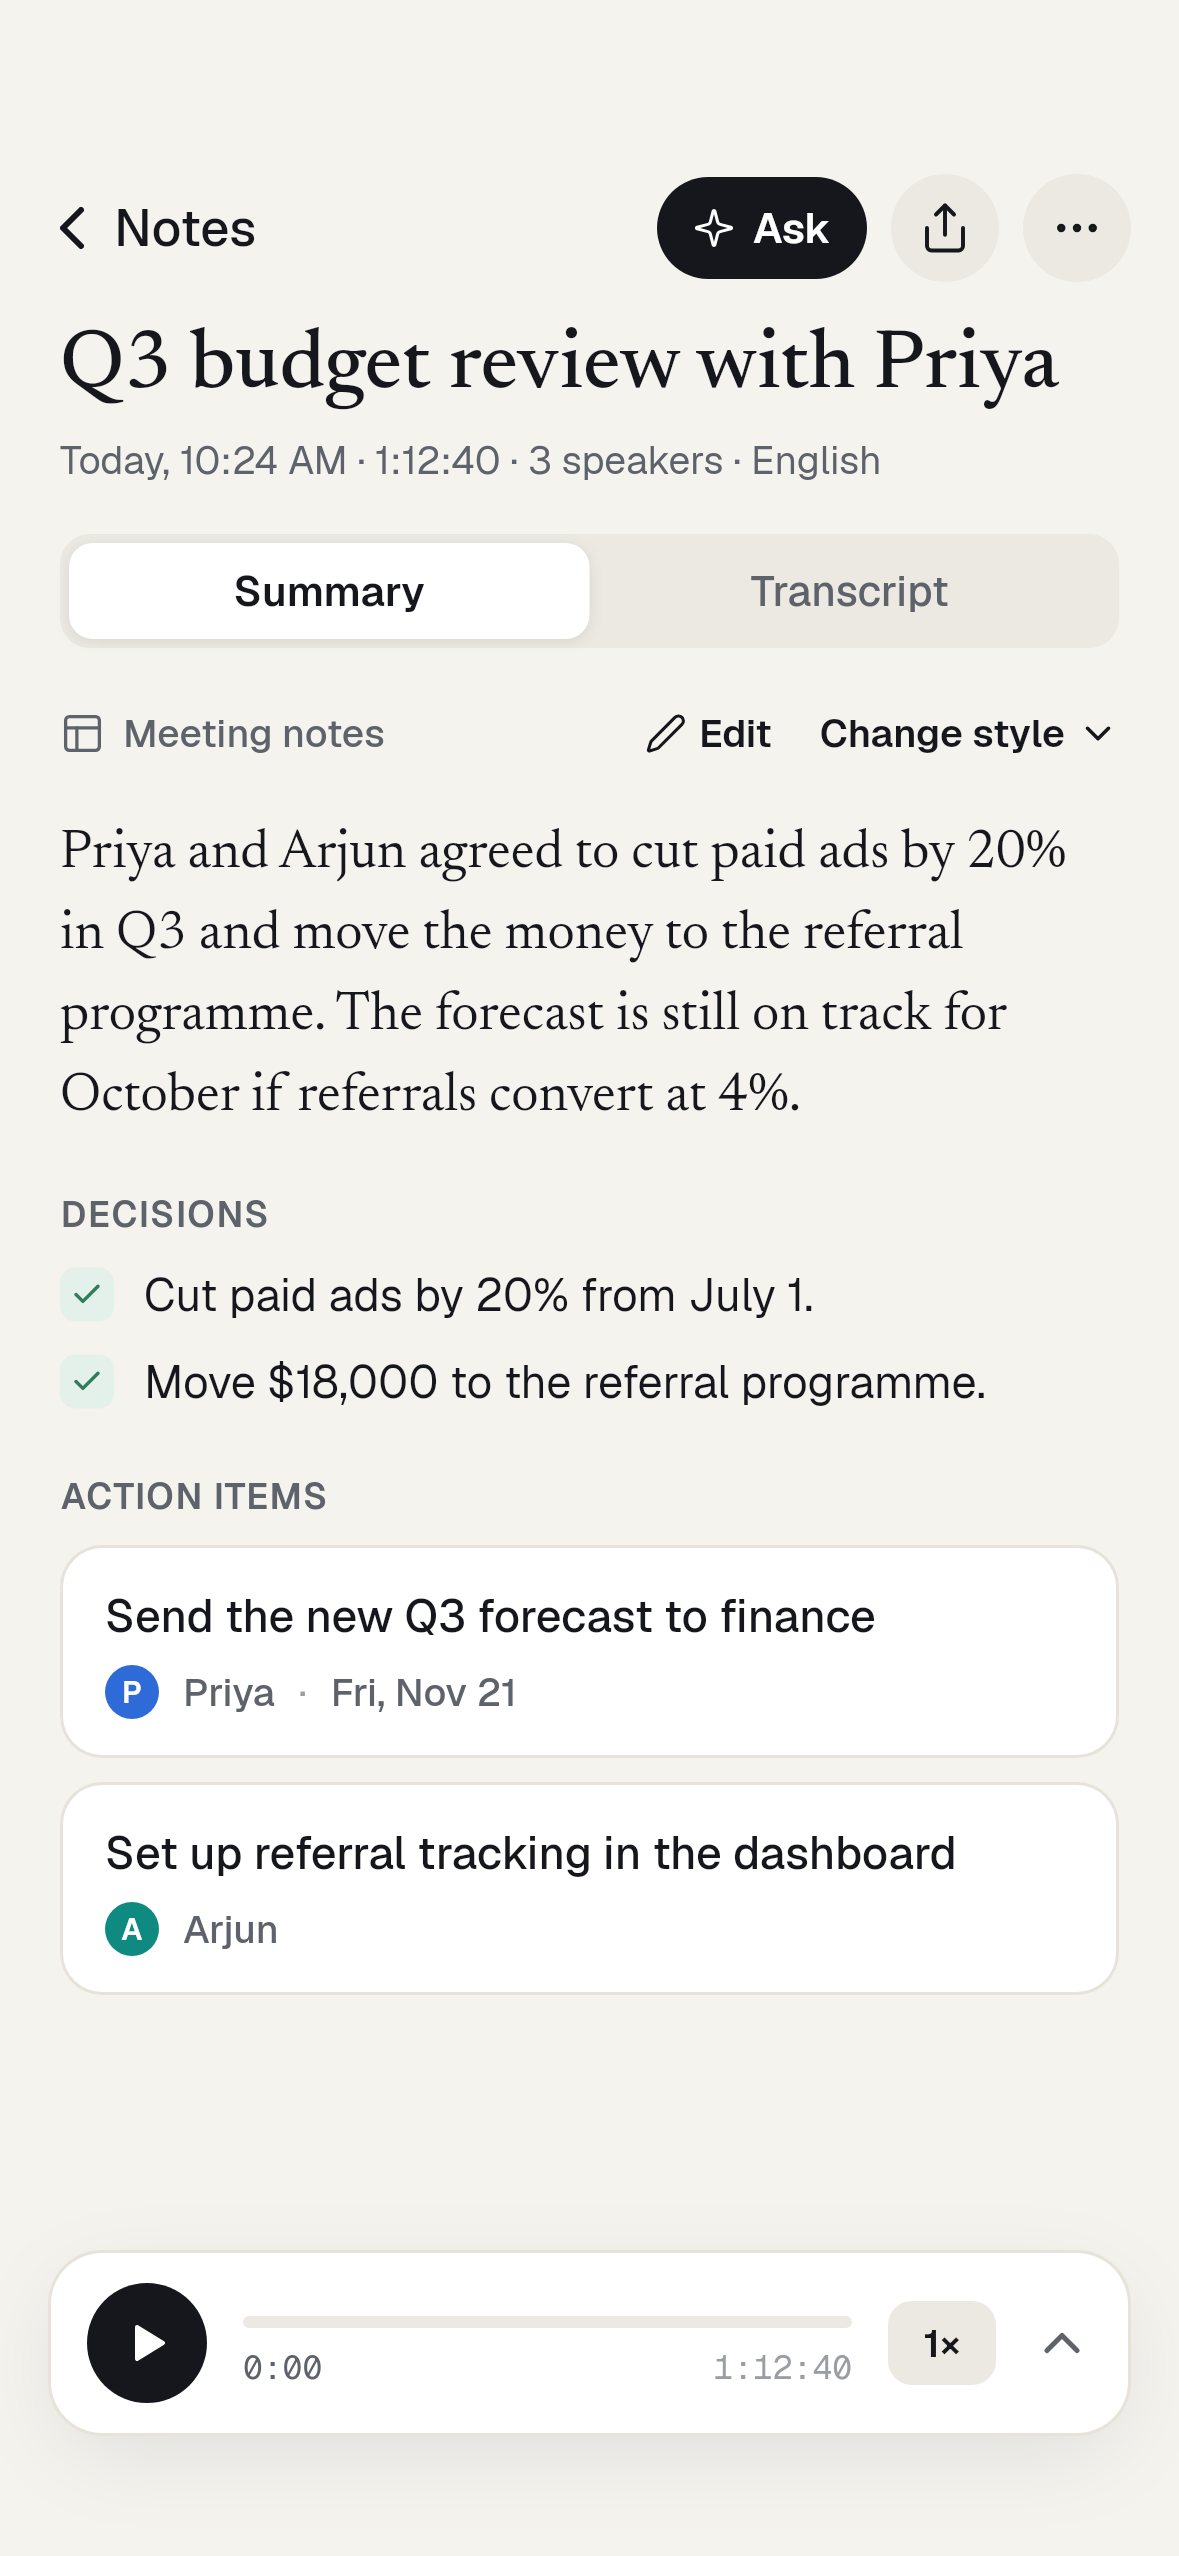 Notes
Ask
Q3 budget review with Priya
Today, 10:24 AM · 1:12:40 · 3 speakers · English
Summary
Transcript
Meeting notes
Edit
Change style
Priya and Arjun agreed to cut paid ads by 20%
in Q3 and move the money to the referral
programme. The forecast is still on track for
October if referrals convert at 4%.
DECISIONS
Cut paid ads by 20% from July 1.
Move $18,000 to the referral programme.
ACTION ITEMS
Send the new Q3 forecast to finance
P Priya · Fri, Nov 21
Set up referral tracking in the dashboard
A Arjun
0:00
1:12:40
1×